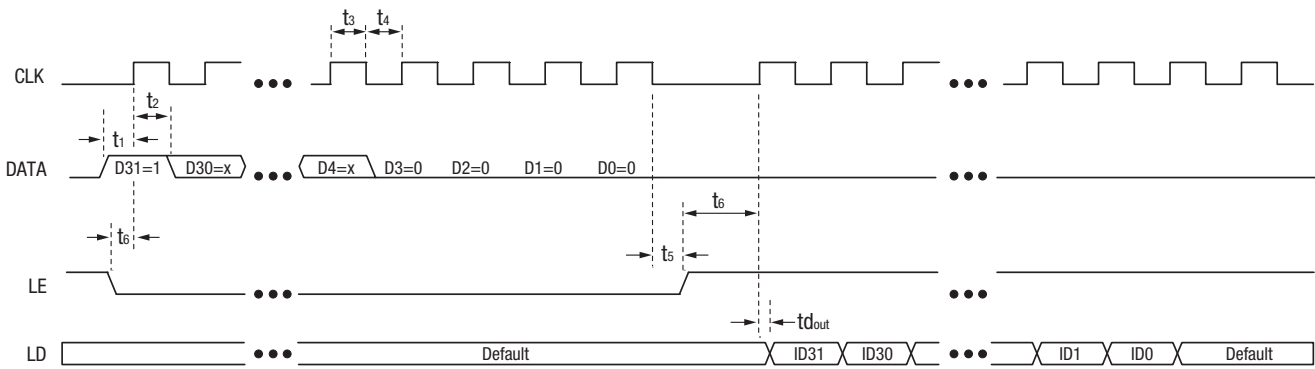 t3 t4
CLK
t2
t1
DATA D31=1 D30=x D4=x D3=0 D2=0 D1=0 D0=0
t6 t6
t5
LE
tdout
LD Default ID31 ID30 ID1 ID0 Default